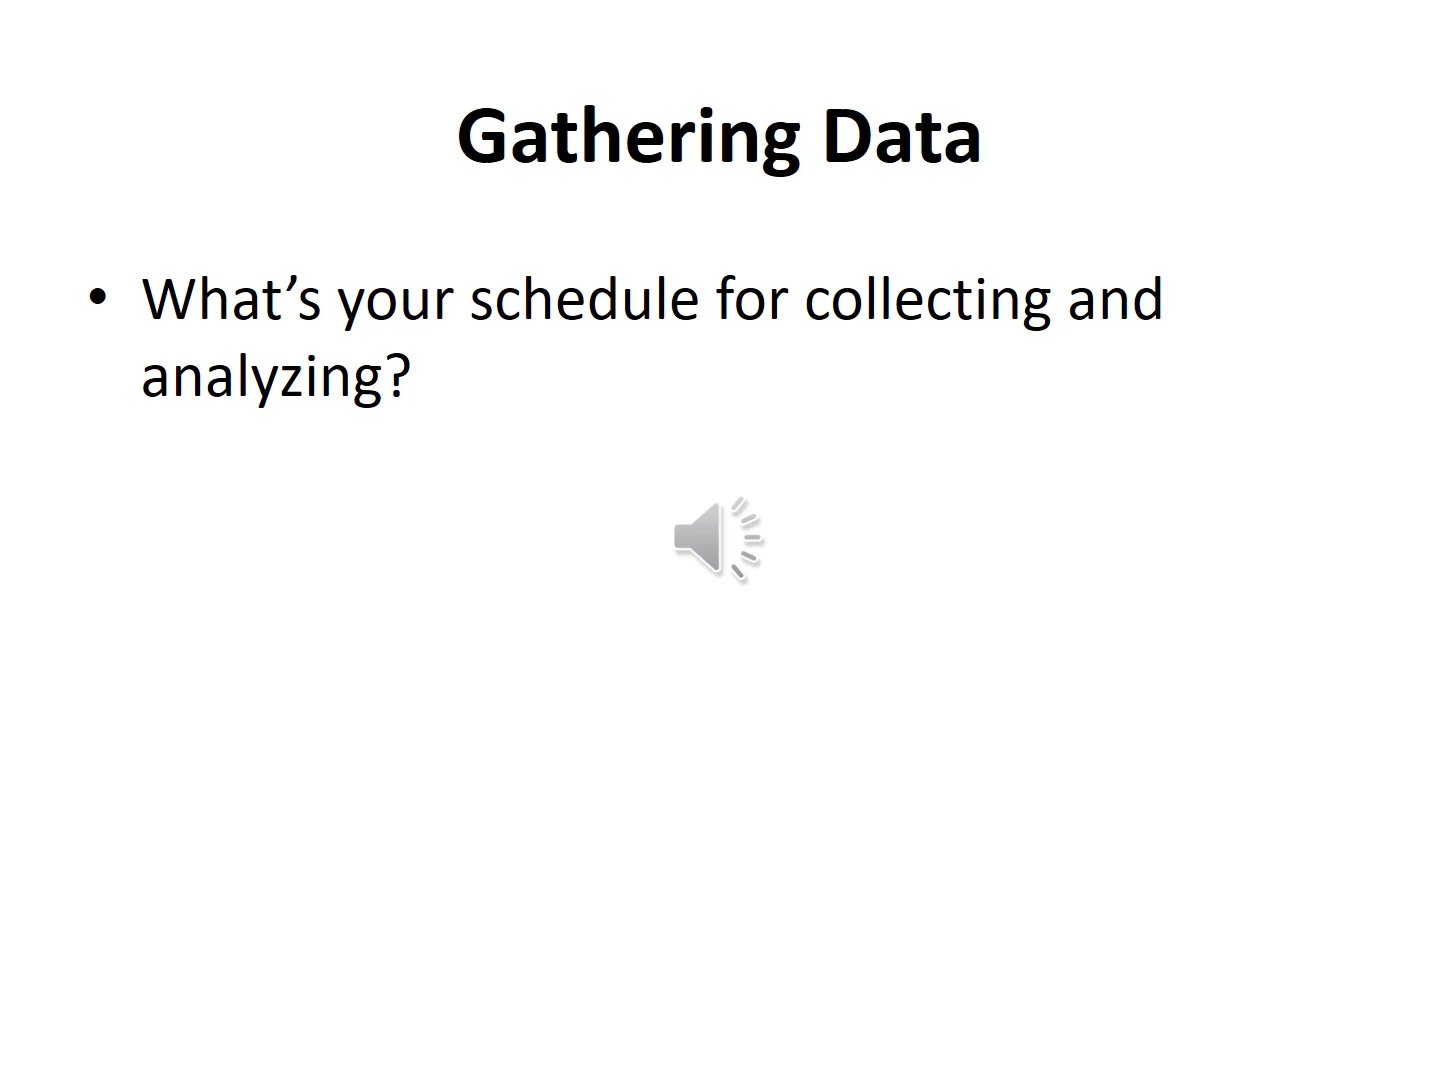 Gathering Data
• What’s your schedule for collecting and
analyzing?